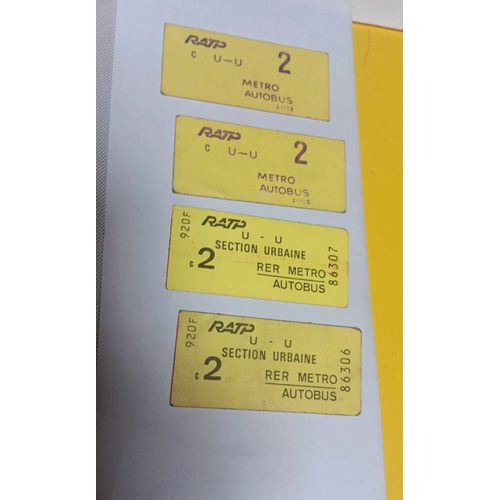 RATP
C U-U 2
METRO
AUTOBUS
RATP
C U-U 2
METRO
AUTOBUS
920F
RATP
U - U
SECTION URBAINE
c 2
RER METRO
AUTOBUS
86307
920F
RATP
U - U
SECTION URBAINE
c 2
RER METRO
AUTOBUS
86306